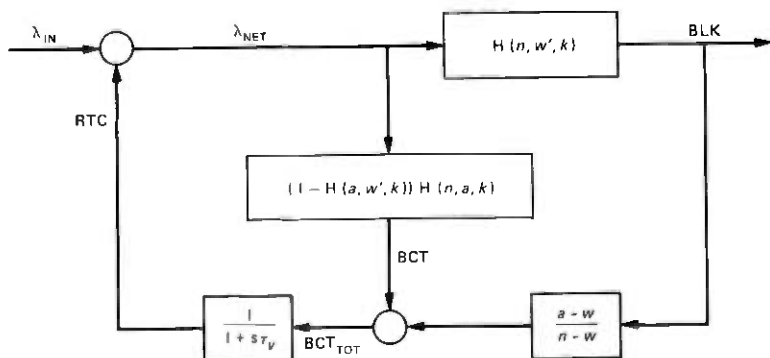 λIN
λNET
H (n, w', k)
BLK
RTC
(1 – H (a, w', k)) H (n, a, k)
BCT
1
1 + sτV
BCTTOT
a - w
n - w